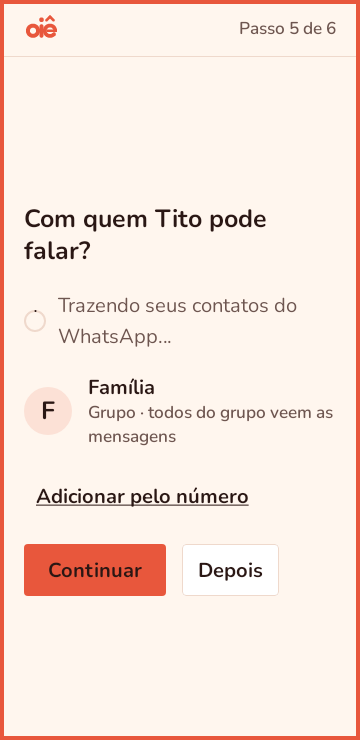 oiê
Passo 5 de 6
Com quem Tito pode
falar?
Trazendo seus contatos do
WhatsApp...
F
Família
Grupo · todos do grupo veem as
mensagens
Adicionar pelo número
Continuar
Depois